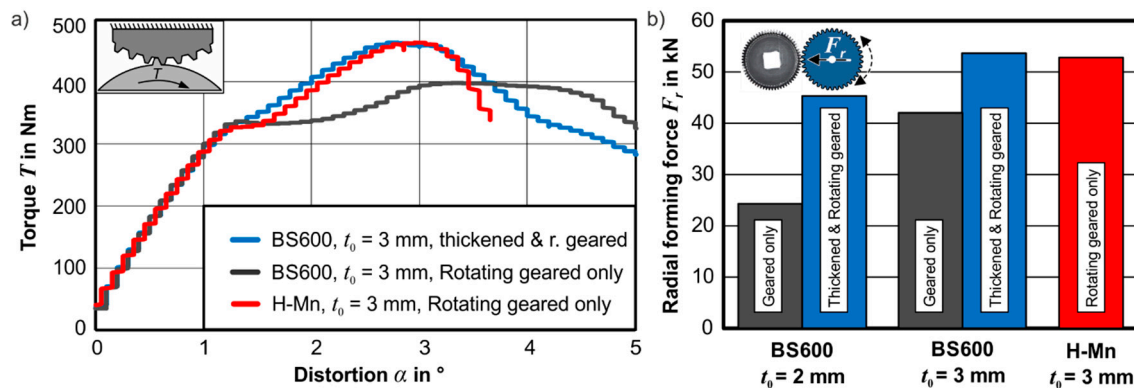 a)
Torque T in Nm
500
400
300
200
100
0
T
BS600, t₀ = 3 mm, thickened & r. geared
BS600, t₀ = 3 mm, Rotating geared only
H-Mn, t₀ = 3 mm, Rotating geared only
0 1 2 3 4 5
Distortion α in °
b)
Radial forming force Fᵣ in kN
60
50
40
30
20
10
0
Fᵣ
Geared only
Thickened & Rotating geared
Geared only
Thickened & Rotating geared
Rotating geared only
BS600
t₀ = 2 mm
BS600
t₀ = 3 mm
H-Mn
t₀ = 3 mm